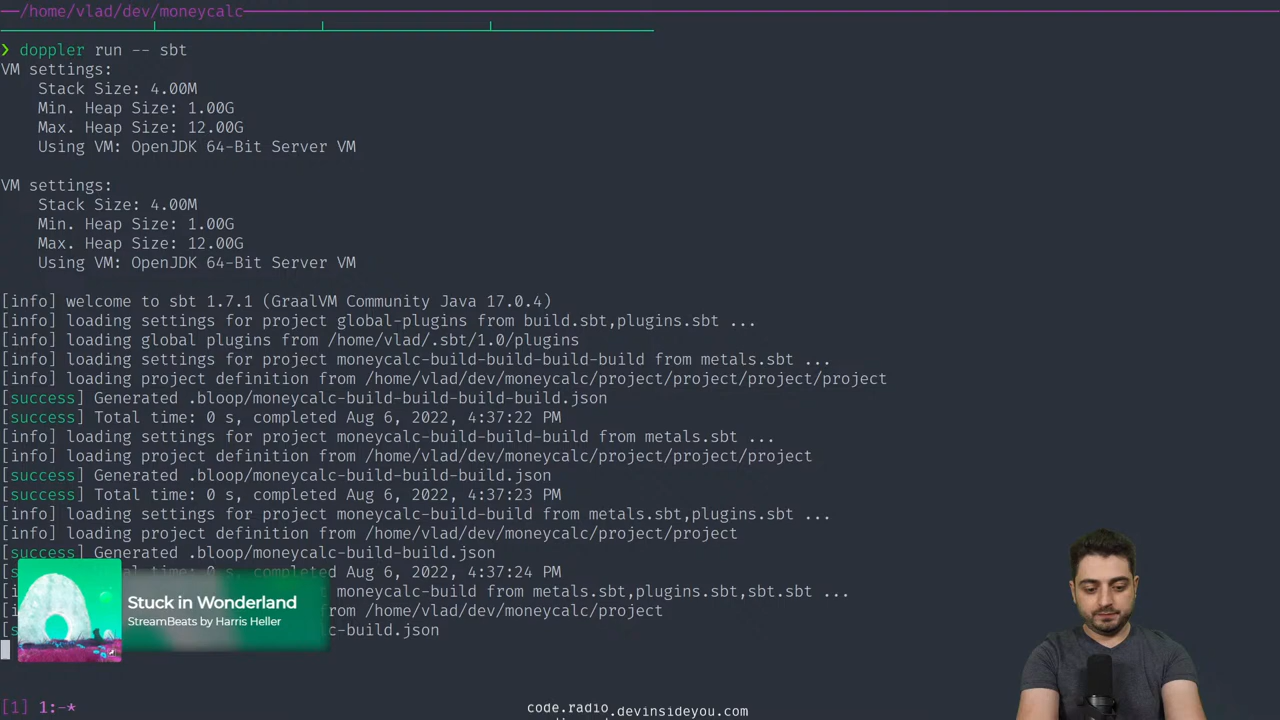 /home/vlad/dev/moneycalc
❯ doppler run -- sbt
VM settings:
Stack Size: 4.00M
Min. Heap Size: 1.00G
Max. Heap Size: 12.00G
Using VM: OpenJDK 64-Bit Server VM
VM settings:
Stack Size: 4.00M
Min. Heap Size: 1.00G
Max. Heap Size: 12.00G
Using VM: OpenJDK 64-Bit Server VM
[info] welcome to sbt 1.7.1 (GraalVM Community Java 17.0.4)
[info] loading settings for project global-plugins from build.sbt,plugins.sbt ...
[info] loading global plugins from /home/vlad/.sbt/1.0/plugins
[info] loading settings for project moneycalc-build-build-build-build from metals.sbt ...
[info] loading project definition from /home/vlad/dev/moneycalc/project/project/project/project
[success] Generated .bloop/moneycalc-build-build-build-build.json
[success] Total time: 0 s, completed Aug 6, 2022, 4:37:22 PM
[info] loading settings for project moneycalc-build-build-build from metals.sbt ...
[info] loading project definition from /home/vlad/dev/moneycalc/project/project/project
[success] Generated .bloop/moneycalc-build-build-build.json
[success] Total time: 0 s, completed Aug 6, 2022, 4:37:23 PM
[info] loading settings for project moneycalc-build-build from metals.sbt,plugins.sbt ...
[info] loading project definition from /home/vlad/dev/moneycalc/project/project
[success] Generated .bloop/moneycalc-build-build.json
time: 0 s, completed Aug 6, 2022, 4:37:24 PM
moneycalc-build from metals.sbt,plugins.sbt,sbt.sbt ...
from /home/vlad/dev/moneycalc/project
-build.json
Stuck in Wonderland
StreamBeats by Harris Heller
[1] 1:-*
code.radio
.devinsideyou.com